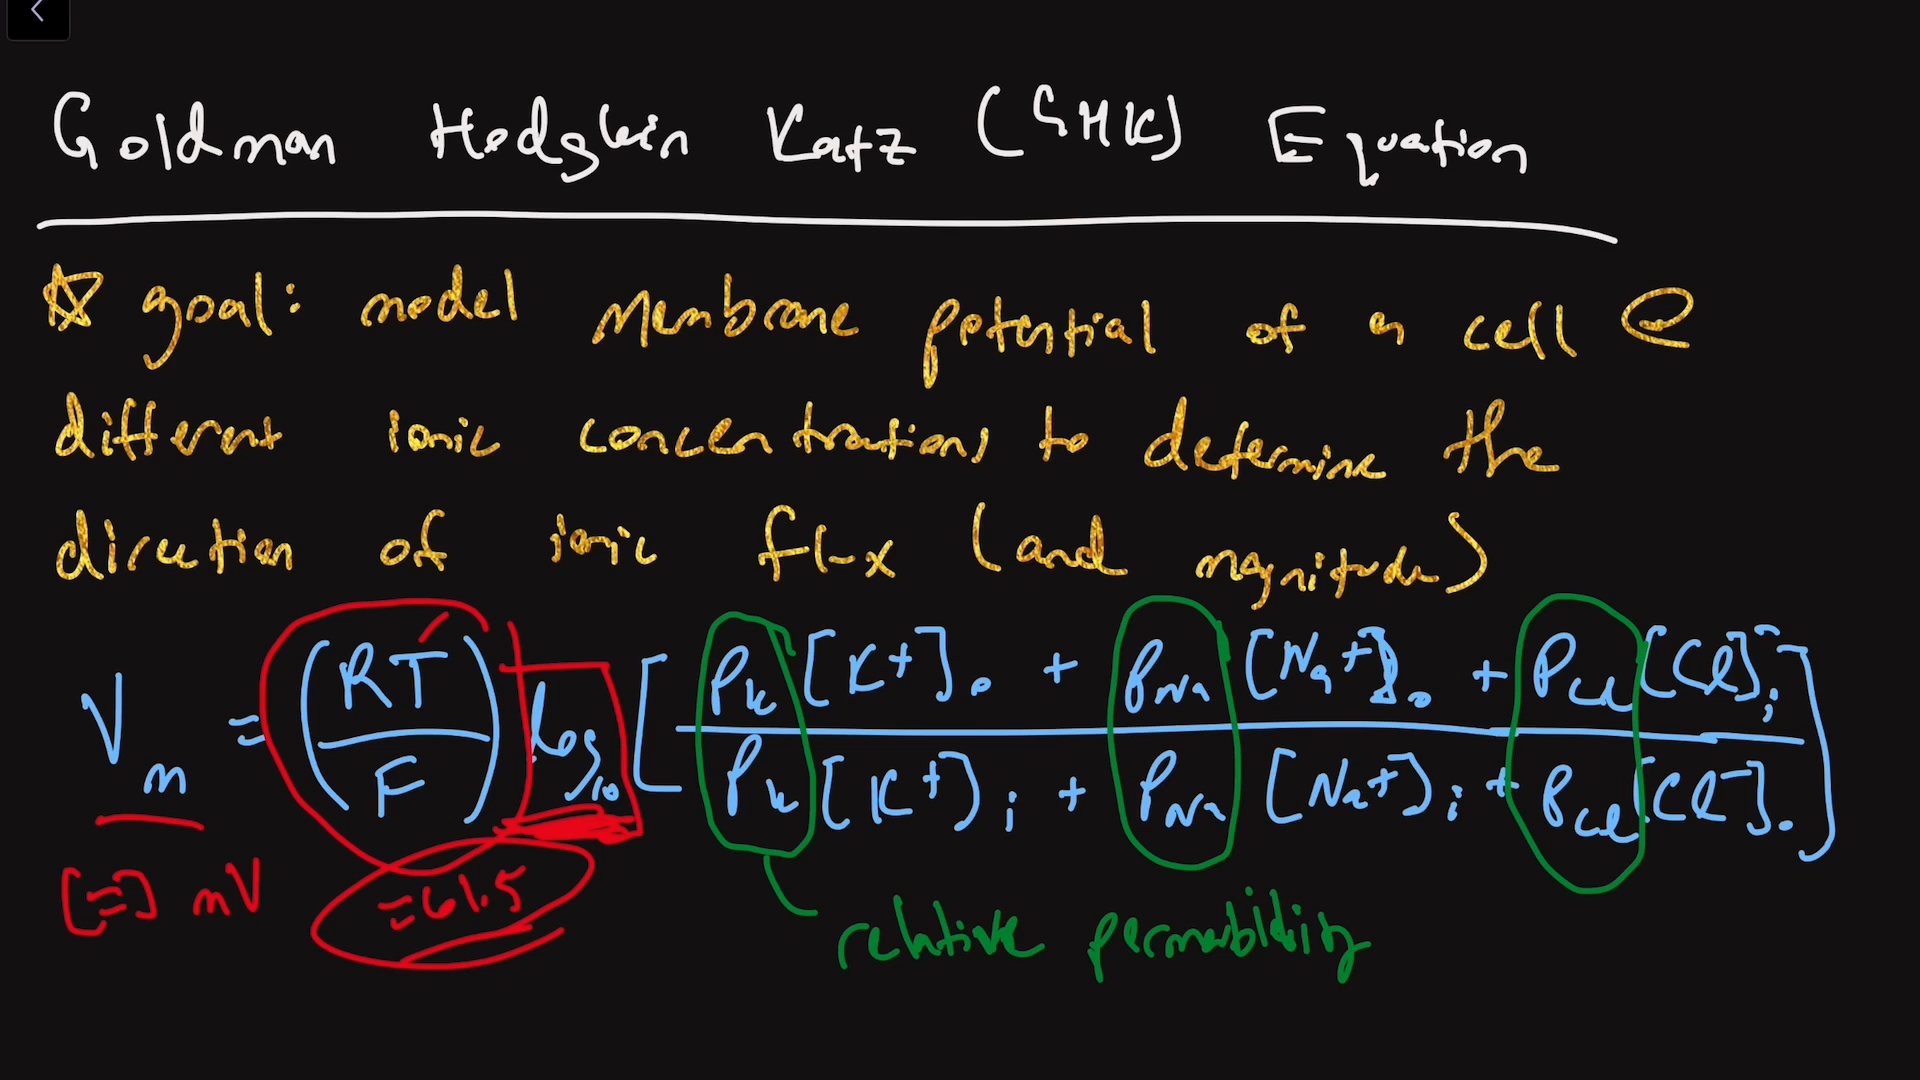 Goldman Hodgkin Katz (GHK) Equation
☆ goal: model membrane potential of a cell @
different ionic concentrations to determine the
direction of ionic flux (and magnitude)
Vm = (RT/F) log10 [ (PK[K+]o + PNa[Na+]o + PCl[Cl-]i) / (PK[K+]i + PNa[Na+]i + PCl[Cl-]o) ]
[=] mV
=61.5
relative permeability